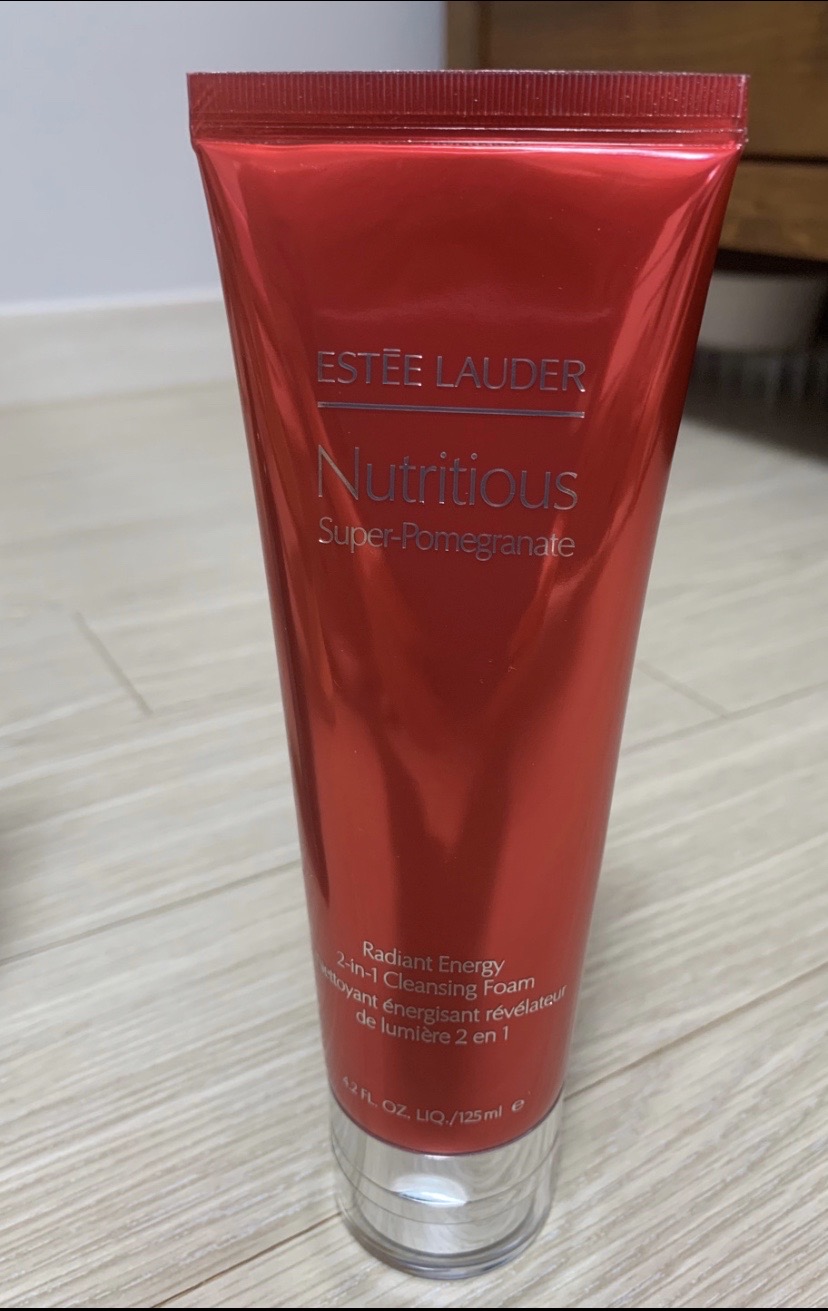 ESTĒE LAUDER
Nutritious
Super-Pomegranate
Radiant Energy
2-in-1 Cleansing Foam
nettoyant énergisant révélateur
de lumière 2 en 1
4.2 FL. OZ. LIQ./125 ml ℮